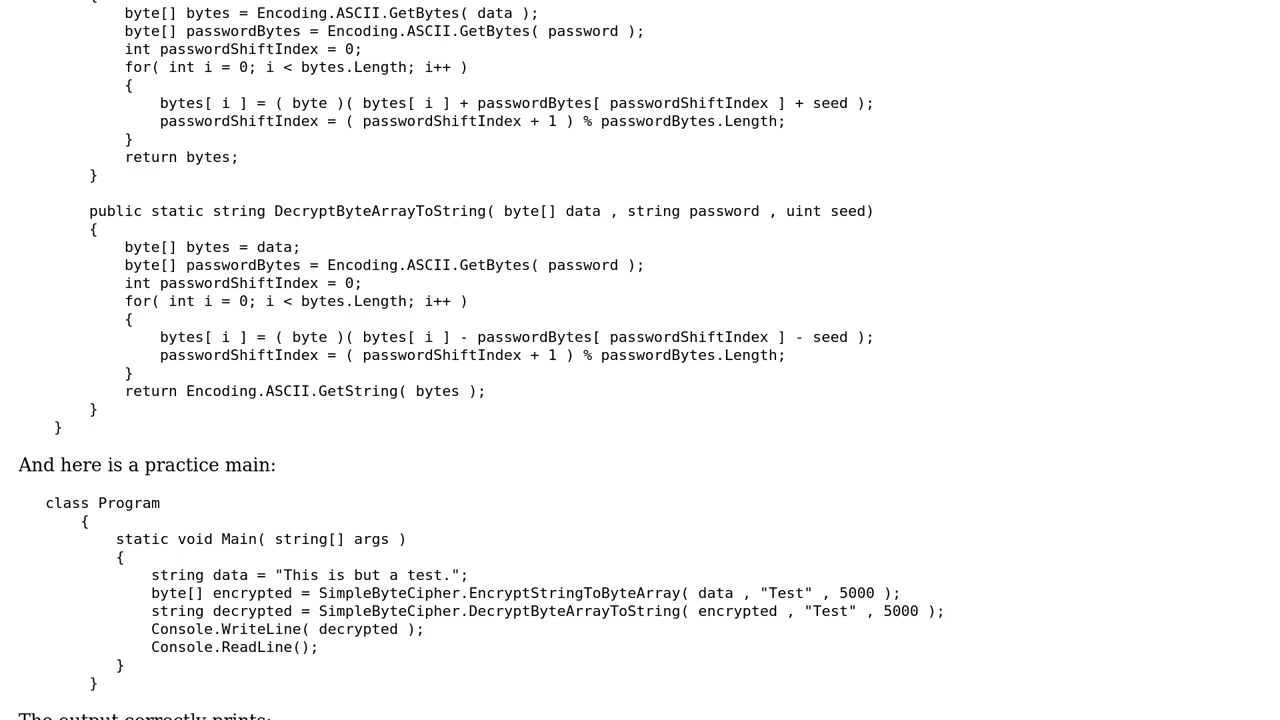 {
byte[] bytes = Encoding.ASCII.GetBytes( data );
byte[] passwordBytes = Encoding.ASCII.GetBytes( password );
int passwordShiftIndex = 0;
for( int i = 0; i < bytes.Length; i++ )
{
bytes[ i ] = ( byte )( bytes[ i ] + passwordBytes[ passwordShiftIndex ] + seed );
passwordShiftIndex = ( passwordShiftIndex + 1 ) % passwordBytes.Length;
}
return bytes;
}
public static string DecryptByteArrayToString( byte[] data , string password , uint seed)
{
byte[] bytes = data;
byte[] passwordBytes = Encoding.ASCII.GetBytes( password );
int passwordShiftIndex = 0;
for( int i = 0; i < bytes.Length; i++ )
{
bytes[ i ] = ( byte )( bytes[ i ] - passwordBytes[ passwordShiftIndex ] - seed );
passwordShiftIndex = ( passwordShiftIndex + 1 ) % passwordBytes.Length;
}
return Encoding.ASCII.GetString( bytes );
}
}
And here is a practice main:
class Program
{
static void Main( string[] args )
{
string data = "This is but a test.";
byte[] encrypted = SimpleByteCipher.EncryptStringToByteArray( data , "Test" , 5000 );
string decrypted = SimpleByteCipher.DecryptByteArrayToString( encrypted , "Test" , 5000 );
Console.WriteLine( decrypted );
Console.ReadLine();
}
}
The output correctly prints: